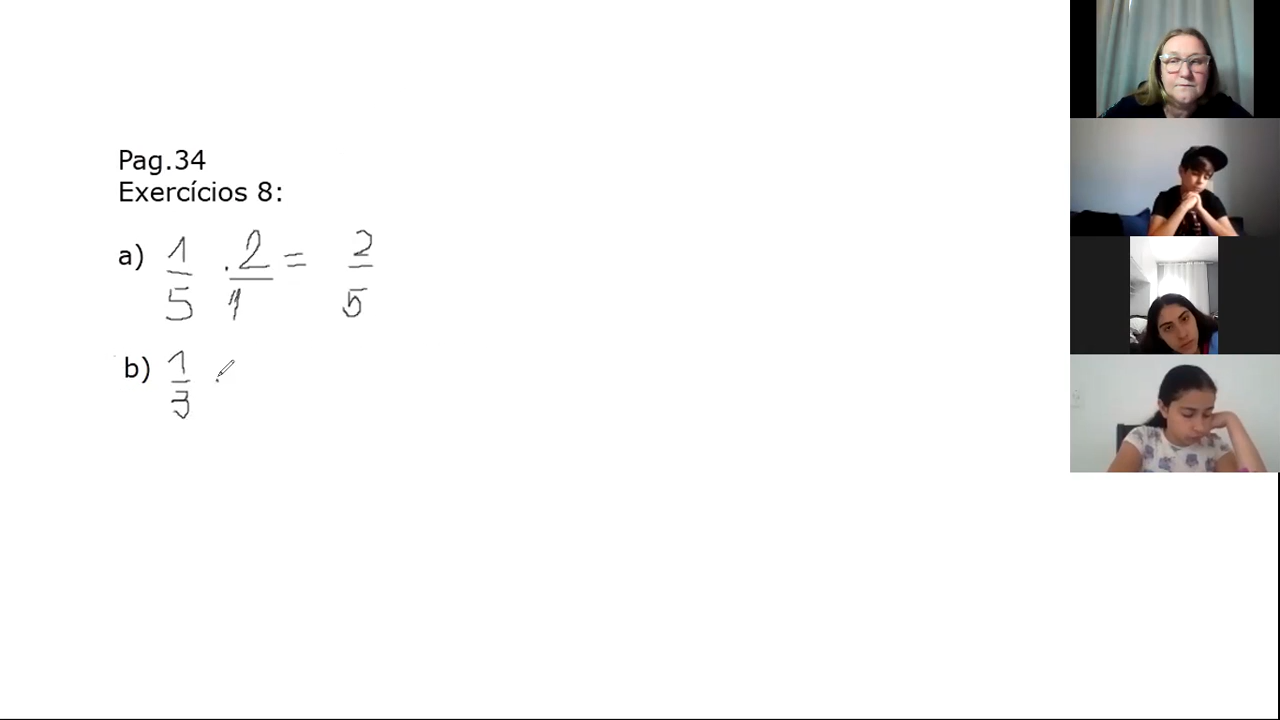 Pag.34
Exercícios 8:
a) 1/5 . 2/1 = 2/5
b) 1/3 .